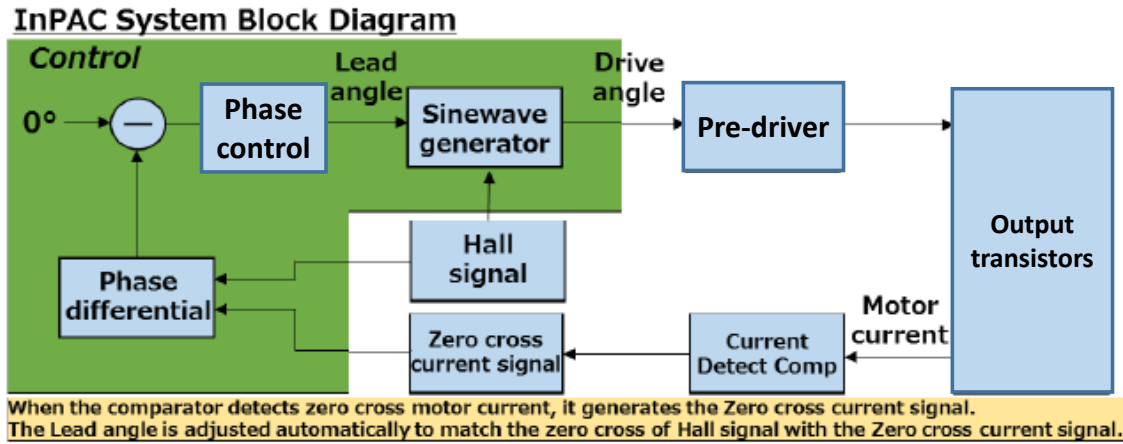 InPAC System Block Diagram
Control
0°
—
Phase
control
Lead
angle
Sinewave
generator
Drive
angle
Pre-driver
Output
transistors
Hall
signal
Phase
differential
Zero cross
current signal
Current
Detect Comp
Motor
current
When the comparator detects zero cross motor current, it generates the Zero cross current signal.
The Lead angle is adjusted automatically to match the zero cross of Hall signal with the Zero cross current signal.